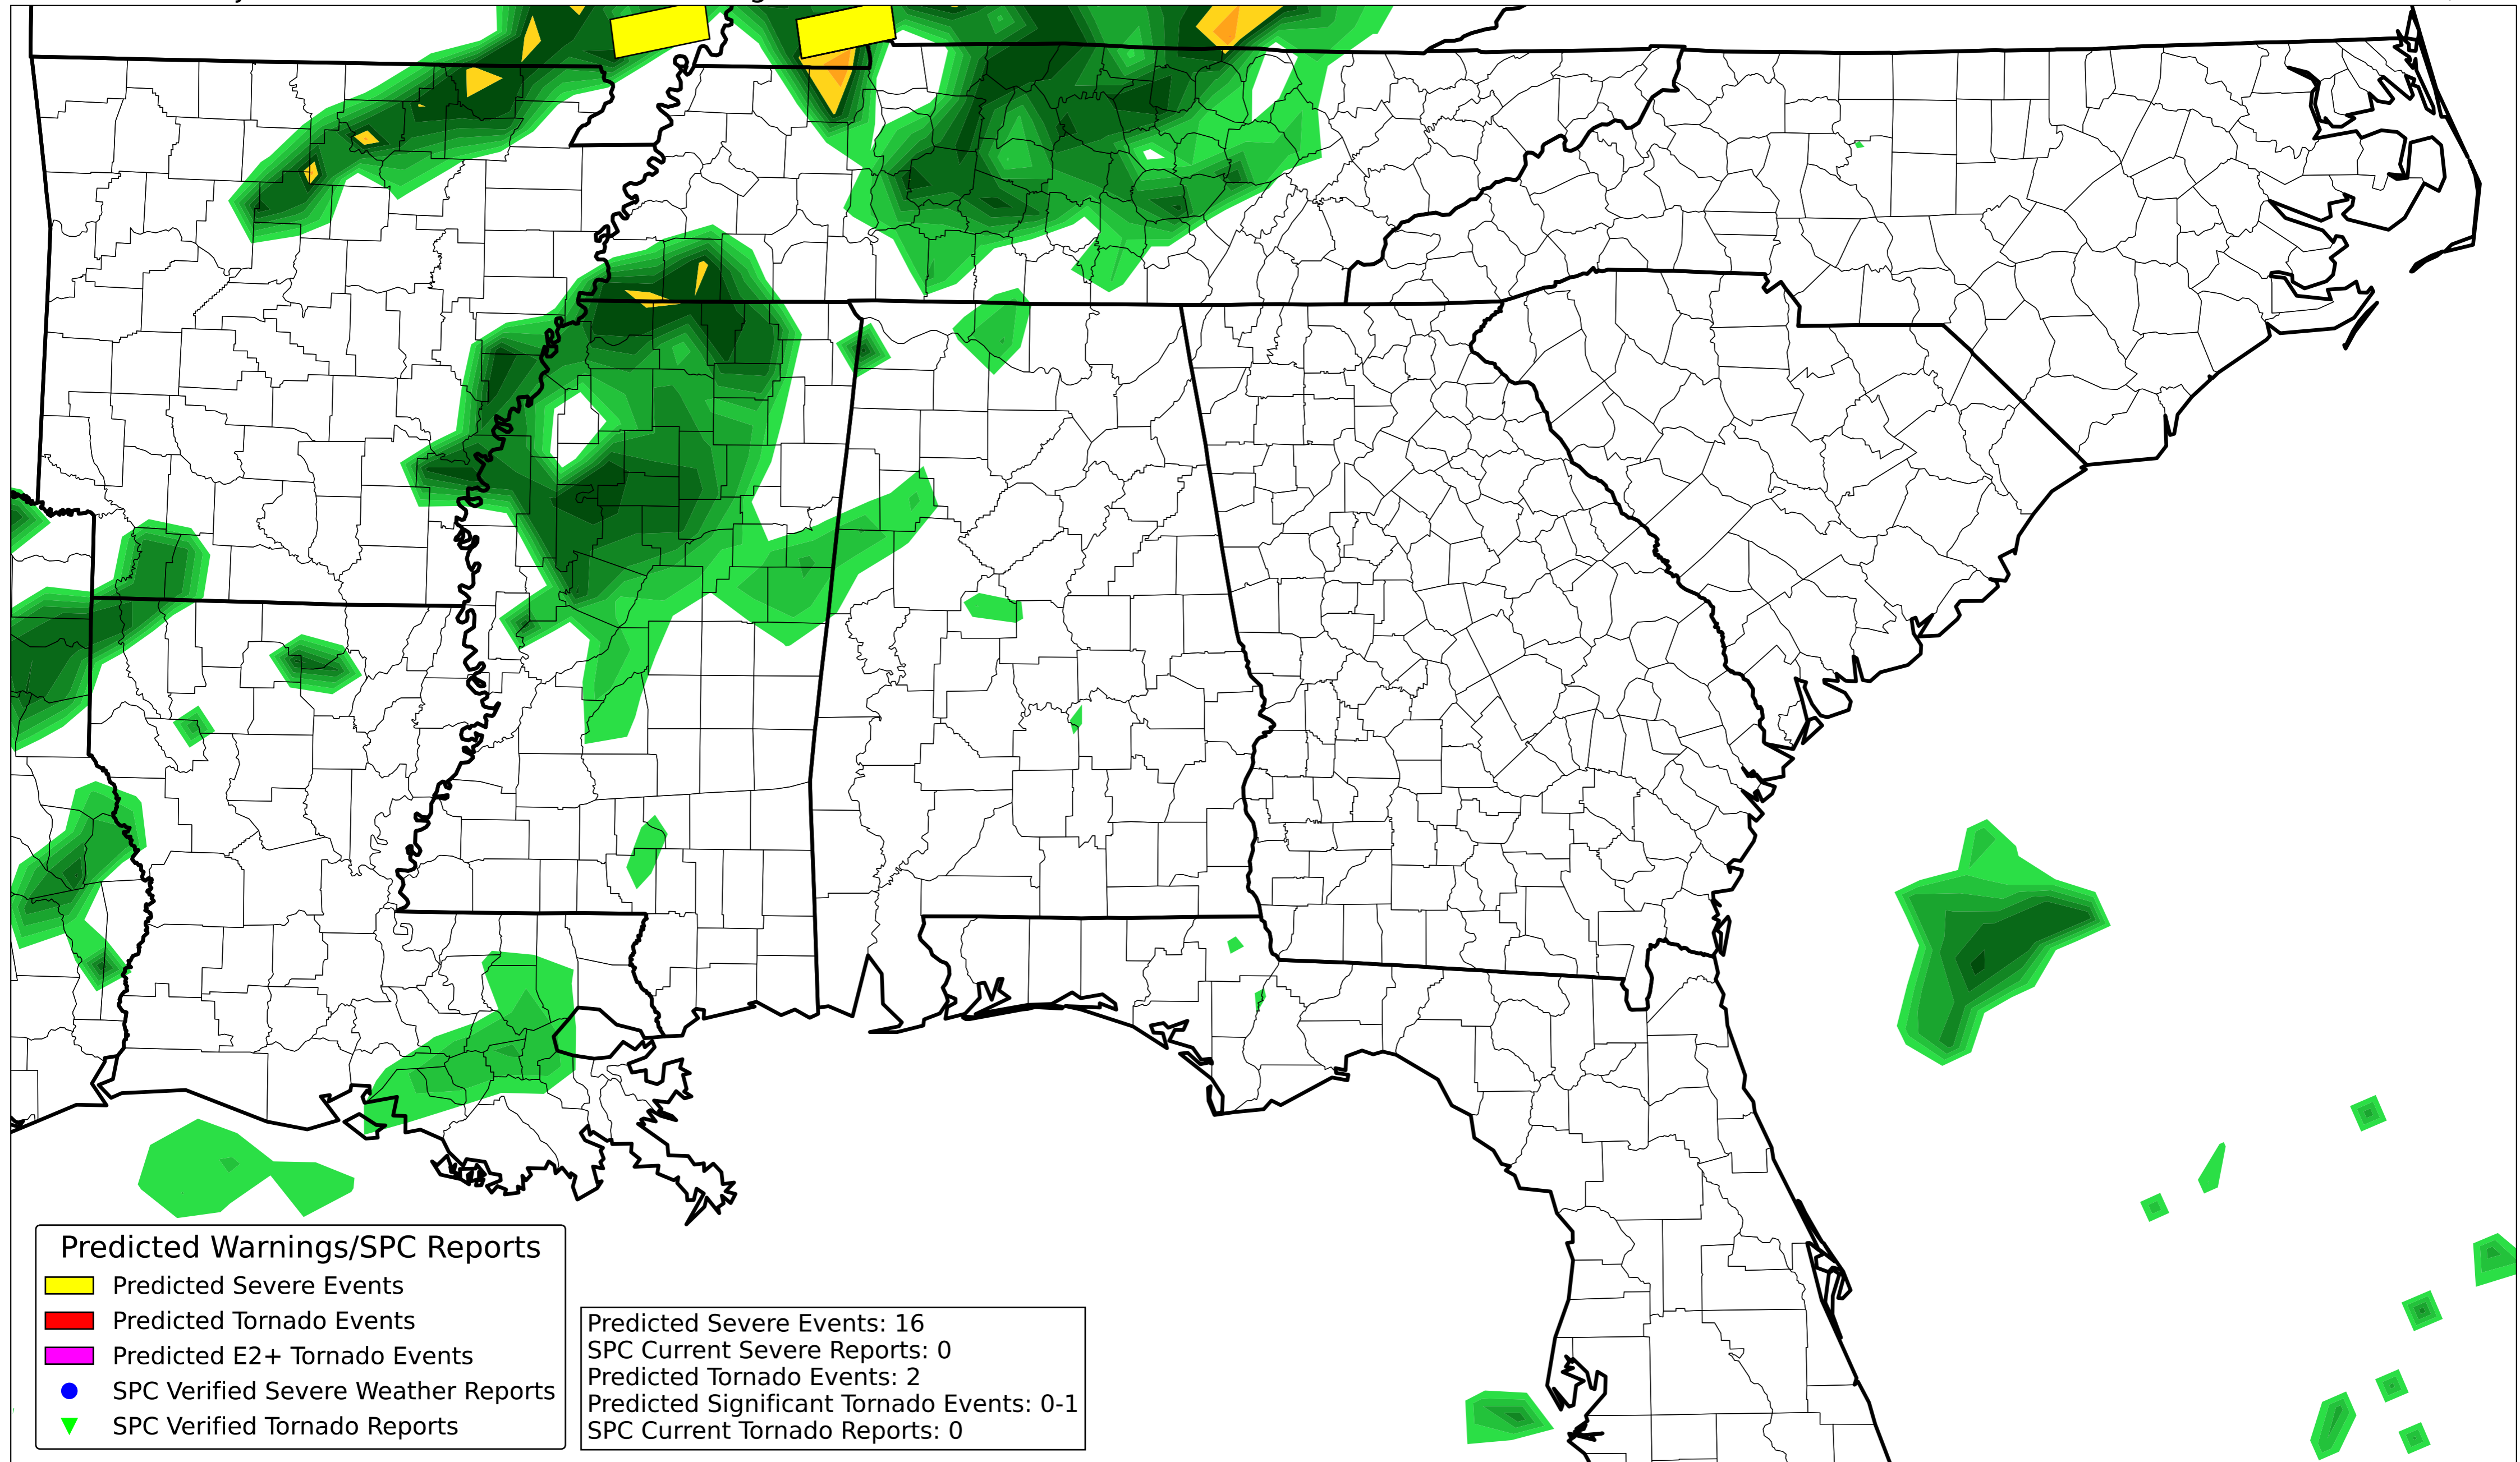 Predicted Warnings/SPC Reports
Predicted Severe Events
Predicted Tornado Events
Predicted E2+ Tornado Events
SPC Verified Severe Weather Reports
SPC Verified Tornado Reports
Predicted Severe Events: 16
SPC Current Severe Reports: 0
Predicted Tornado Events: 2
Predicted Significant Tornado Events: 0-1
SPC Current Tornado Reports: 0